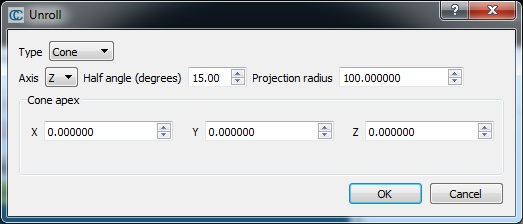 Unroll
Type Cone
Axis Z Half angle (degrees) 15.00 Projection radius 100.000000
Cone apex
X 0.000000 Y 0.000000 Z 0.000000
OK Cancel